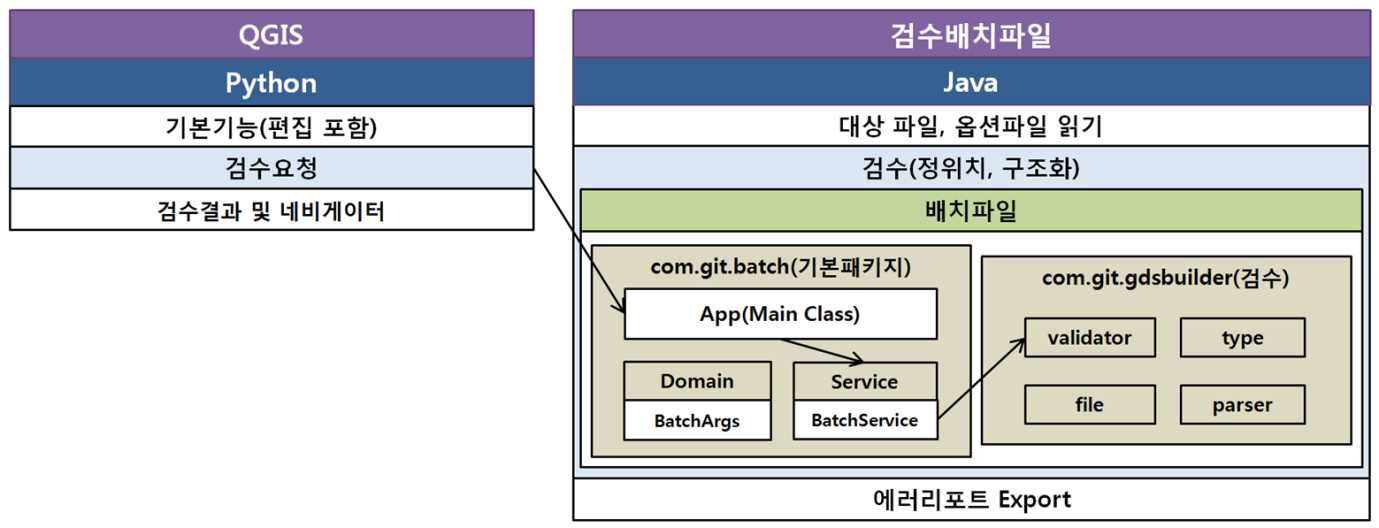 QGIS
Python
기본기능(편집 포함)
검수요청
검수결과 및 네비게이터
검수배치파일
Java
대상 파일, 옵션파일 읽기
검수(정위치, 구조화)
배치파일
com.git.batch(기본패키지)
App(Main Class)
Domain
BatchArgs
Service
BatchService
com.git.gdsbuilder(검수)
validator
type
file
parser
에러리포트 Export